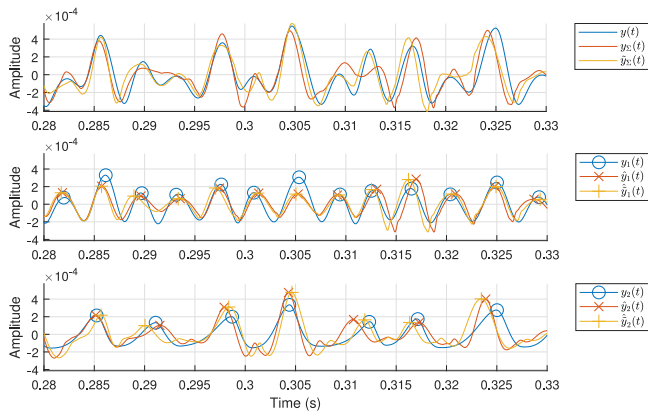 ×10⁻⁴
4
2
0
−2
−4
Amplitude
0.28 0.285 0.29 0.295 0.3 0.305 0.31 0.315 0.32 0.325 0.33
y(t)
y_Σ(t)
ỹ_Σ(t)
×10⁻⁴
4
2
0
−2
−4
Amplitude
0.28 0.285 0.29 0.295 0.3 0.305 0.31 0.315 0.32 0.325 0.33
y₁(t)
ŷ₁(t)
ỹ̂₁(t)
×10⁻⁴
4
2
0
−2
−4
Amplitude
0.28 0.285 0.29 0.295 0.3 0.305 0.31 0.315 0.32 0.325 0.33
Time (s)
y₂(t)
ŷ₂(t)
ỹ̂₂(t)